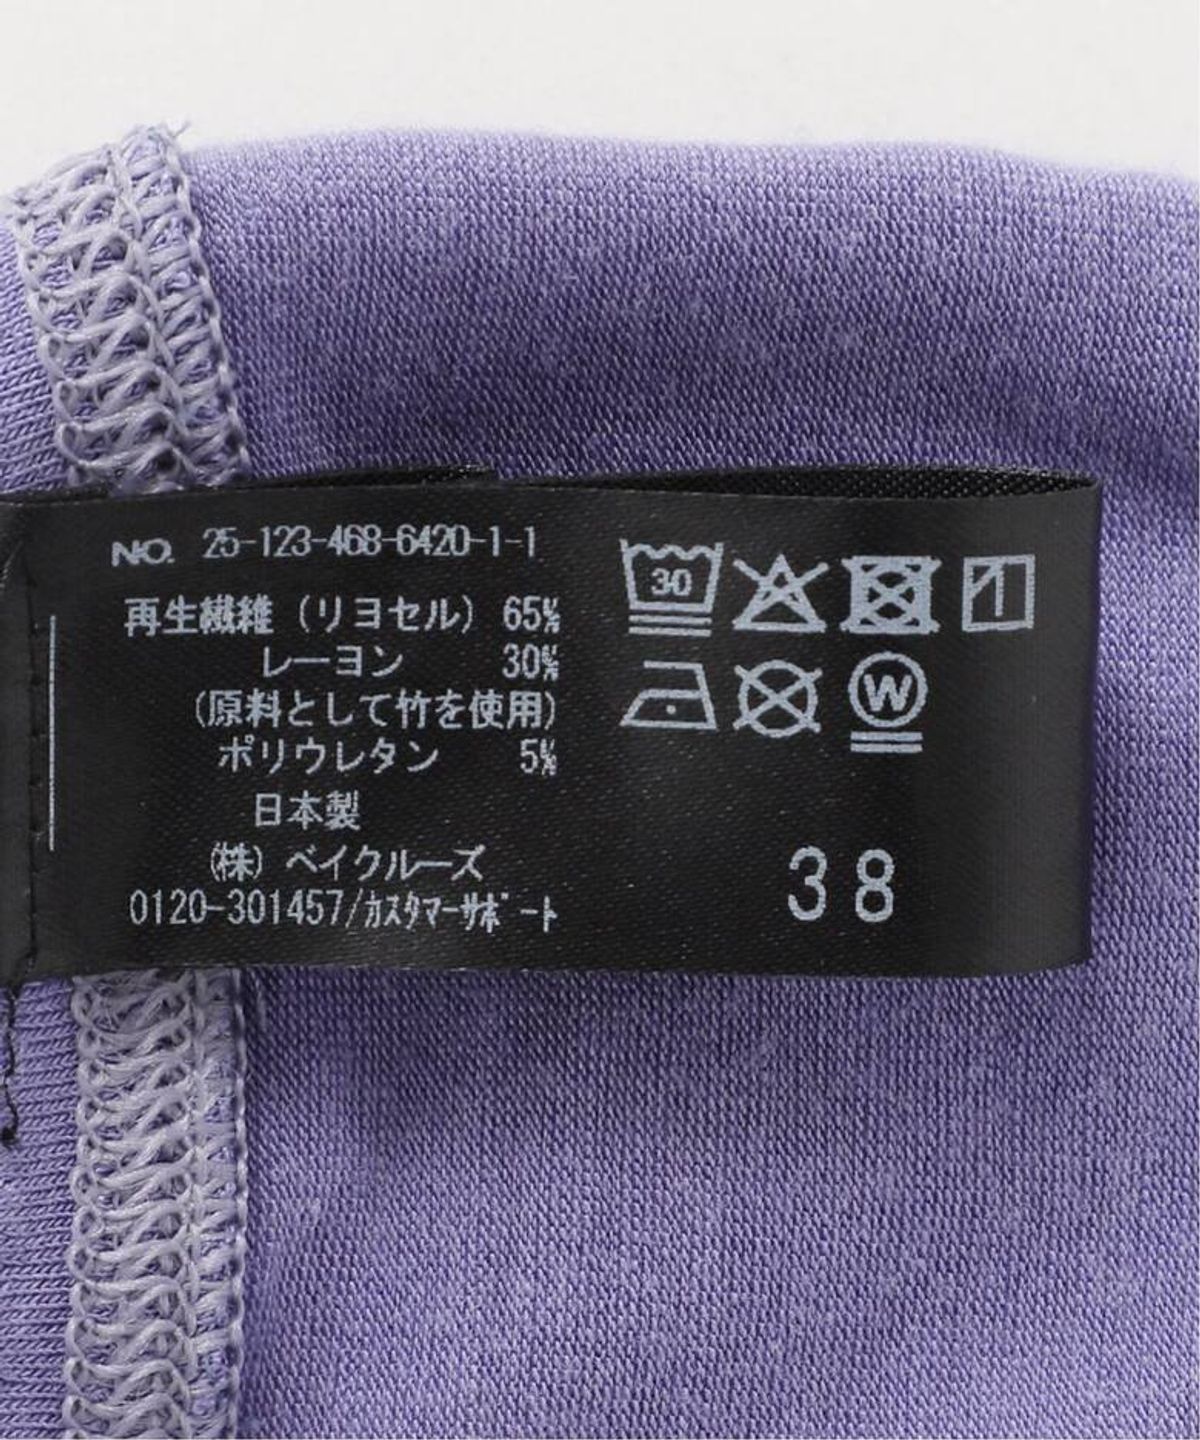 NO. 25-123-468-6420-1-1
再生繊維(リヨセル) 65%
レーヨン 30%
(原料として竹を使用)
ポリウレタン 5%
日本製
(株)ベイクルーズ
0120-301457/ｶｽﾀﾏｰｻﾎﾟｰﾄ
30
W
38